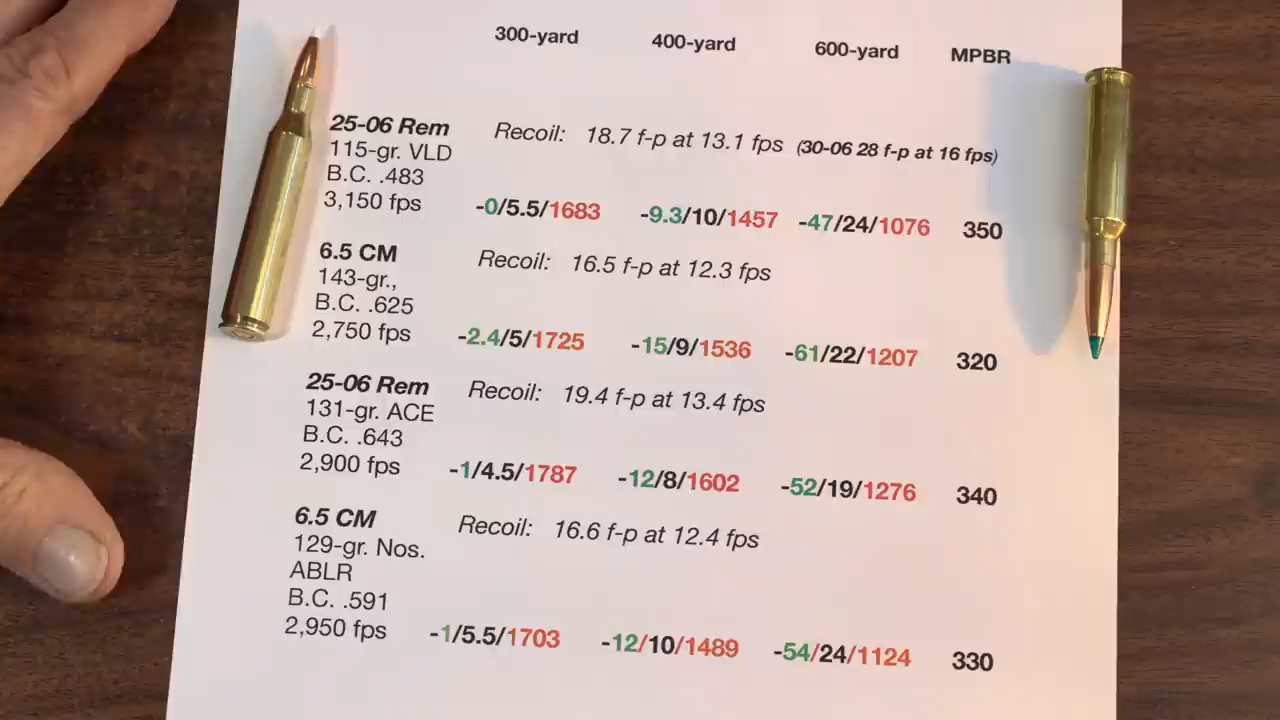 300-yard 400-yard 600-yard MPBR
25-06 Rem Recoil: 18.7 f-p at 13.1 fps (30-06 28 f-p at 16 fps)
115-gr. VLD
B.C. .483
3,150 fps -0/5.5/1683 -9.3/10/1457 -47/24/1076 350
6.5 CM Recoil: 16.5 f-p at 12.3 fps
143-gr.,
B.C. .625
2,750 fps -2.4/5/1725 -15/9/1536 -61/22/1207 320
25-06 Rem Recoil: 19.4 f-p at 13.4 fps
131-gr. ACE
B.C. .643
2,900 fps -1/4.5/1787 -12/8/1602 -52/19/1276 340
6.5 CM Recoil: 16.6 f-p at 12.4 fps
129-gr. Nos.
ABLR
B.C. .591
2,950 fps -1/5.5/1703 -12/10/1489 -54/24/1124 330